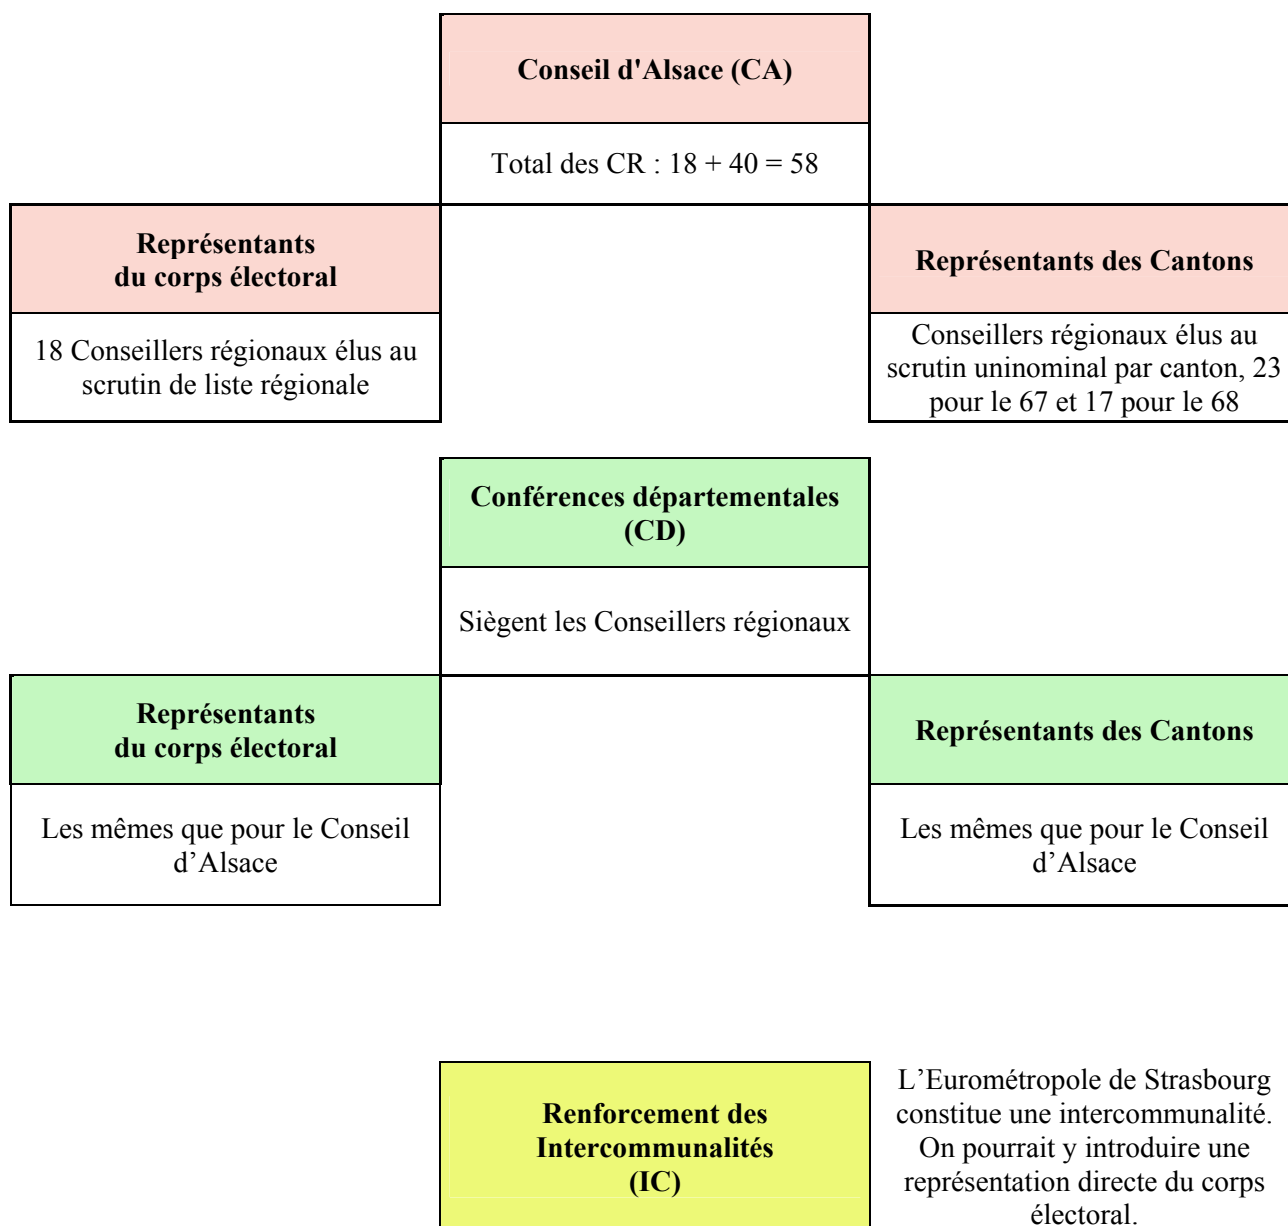 Conseil d'Alsace (CA)
Total des CR : 18 + 40 = 58
Représentants
du corps électoral
18 Conseillers régionaux élus au
scrutin de liste régionale
Représentants des Cantons
Conseillers régionaux élus au
scrutin uninominal par canton, 23
pour le 67 et 17 pour le 68
Conférences départementales
(CD)
Siègent les Conseillers régionaux
Représentants
du corps électoral
Les mêmes que pour le Conseil
d’Alsace
Représentants des Cantons
Les mêmes que pour le Conseil
d’Alsace
Renforcement des
Intercommunalités
(IC)
L’Eurométropole de Strasbourg
constitue une intercommunalité.
On pourrait y introduire une
représentation directe du corps
électoral.